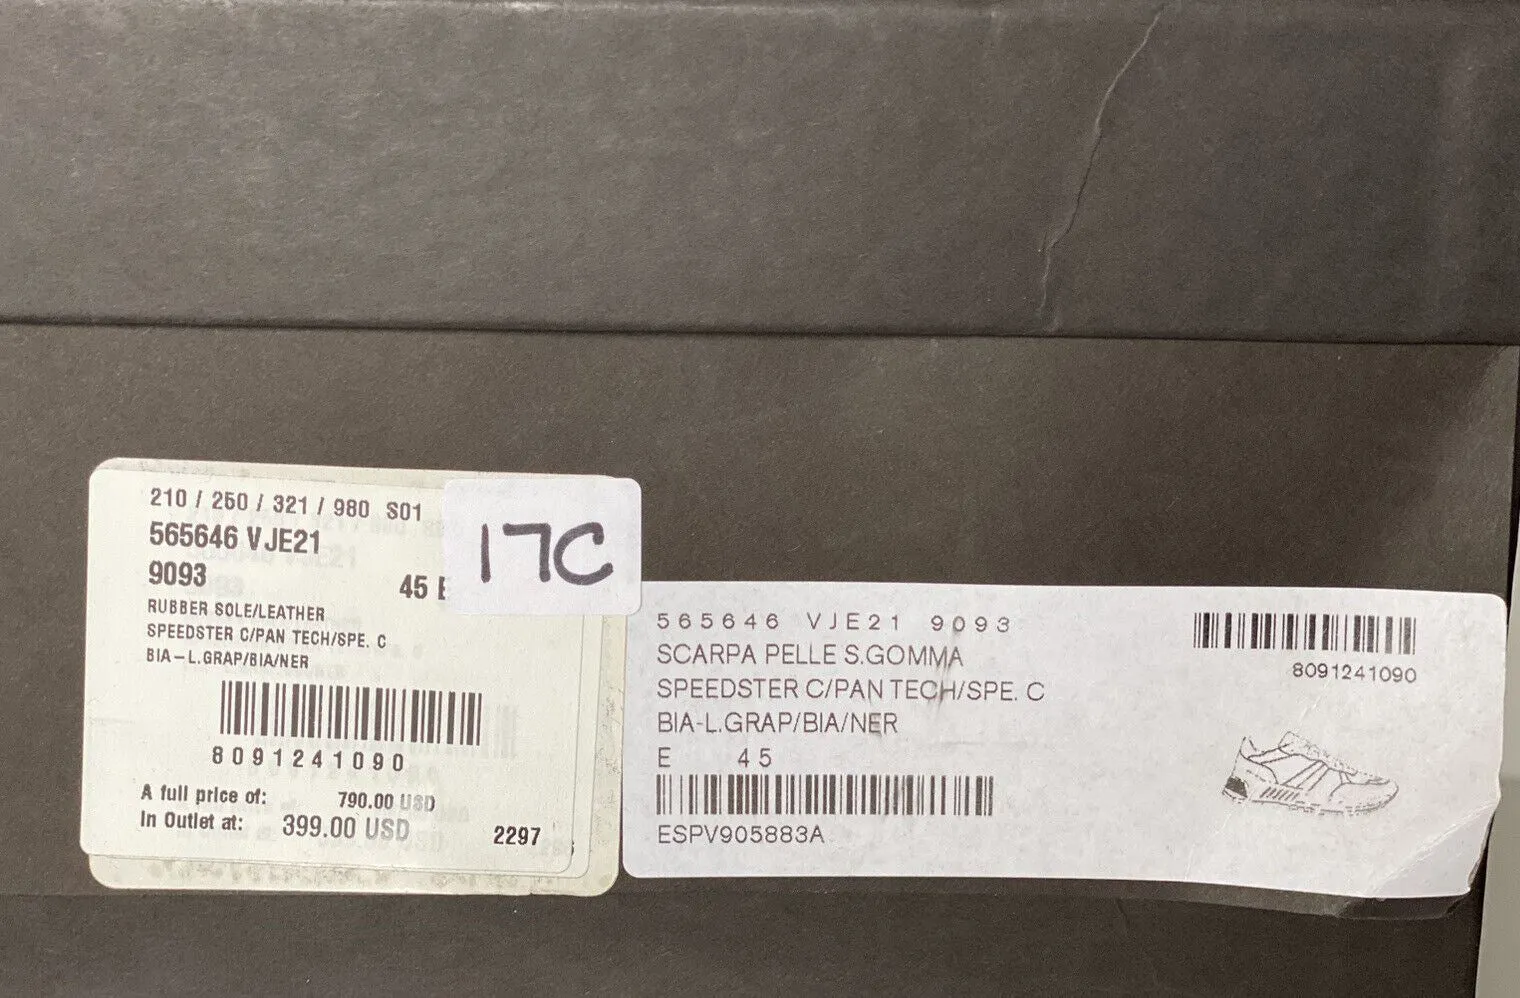 210 / 250 / 321 / 980 S01
565646 VJE21
9093 45 E
RUBBER SOLE/LEATHER
SPEEDSTER C/PAN TECH/SPE. C
BIA-L.GRAP/BIA/NER
8091241090
A full price of: 790.00 USD
In Outlet at: 399.00 USD
2297
17C
565646 VJE21 9093
SCARPA PELLE S.GOMMA
SPEEDSTER C/PAN TECH/SPE. C
BIA-L.GRAP/BIA/NER
E 45
ESPV905883A
8091241090